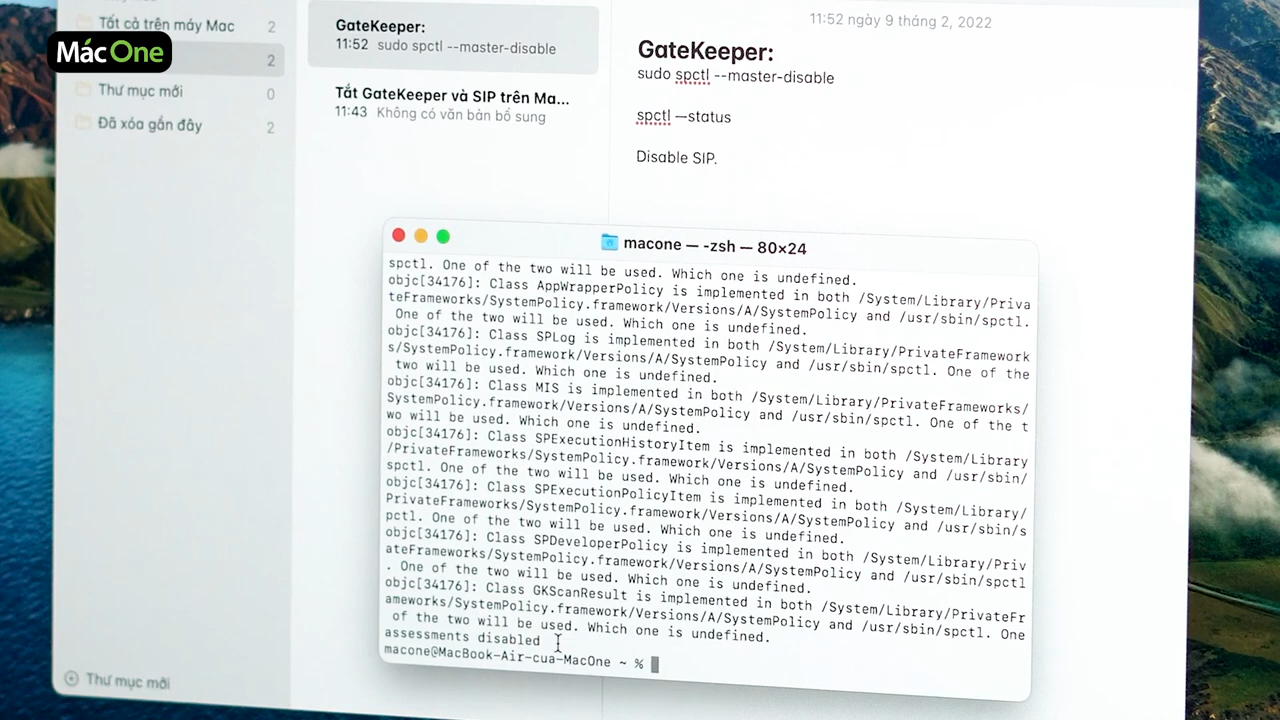 Tất cả trên máy Mac 2
MacOne
2
Thư mục mới 0
Đã xóa gần đây 2
GateKeeper:
11:52 sudo spctl --master-disable
Tắt GateKeeper và SIP trên Ma...
11:43 Không có văn bản bổ sung
11:52 ngày 9 tháng 2, 2022
GateKeeper:
sudo spctl --master-disable
spctl —status
Disable SIP.
macone — -zsh — 80×24
spctl. One of the two will be used. Which one is undefined.
objc[34176]: Class AppWrapperPolicy is implemented in both /System/Library/Priva
teFrameworks/SystemPolicy.framework/Versions/A/SystemPolicy and /usr/sbin/spctl.
One of the two will be used. Which one is undefined.
objc[34176]: Class SPLog is implemented in both /System/Library/PrivateFramework
s/SystemPolicy.framework/Versions/A/SystemPolicy and /usr/sbin/spctl. One of the
two will be used. Which one is undefined.
objc[34176]: Class MIS is implemented in both /System/Library/PrivateFrameworks/
SystemPolicy.framework/Versions/A/SystemPolicy and /usr/sbin/spctl. One of the t
wo will be used. Which one is undefined.
objc[34176]: Class SPExecutionHistoryItem is implemented in both /System/Library
/PrivateFrameworks/SystemPolicy.framework/Versions/A/SystemPolicy and /usr/sbin/
spctl. One of the two will be used. Which one is undefined.
objc[34176]: Class SPExecutionPolicyItem is implemented in both /System/Library/
PrivateFrameworks/SystemPolicy.framework/Versions/A/SystemPolicy and /usr/sbin/s
pctl. One of the two will be used. Which one is undefined.
objc[34176]: Class SPDeveloperPolicy is implemented in both /System/Library/Priv
ateFrameworks/SystemPolicy.framework/Versions/A/SystemPolicy and /usr/sbin/spctl
. One of the two will be used. Which one is undefined.
objc[34176]: Class GKScanResult is implemented in both /System/Library/PrivateFr
ameworks/SystemPolicy.framework/Versions/A/SystemPolicy and /usr/sbin/spctl. One
of the two will be used. Which one is undefined.
assessments disabled
macone@MacBook-Air-cua-MacOne ~ %
Thư mục mới